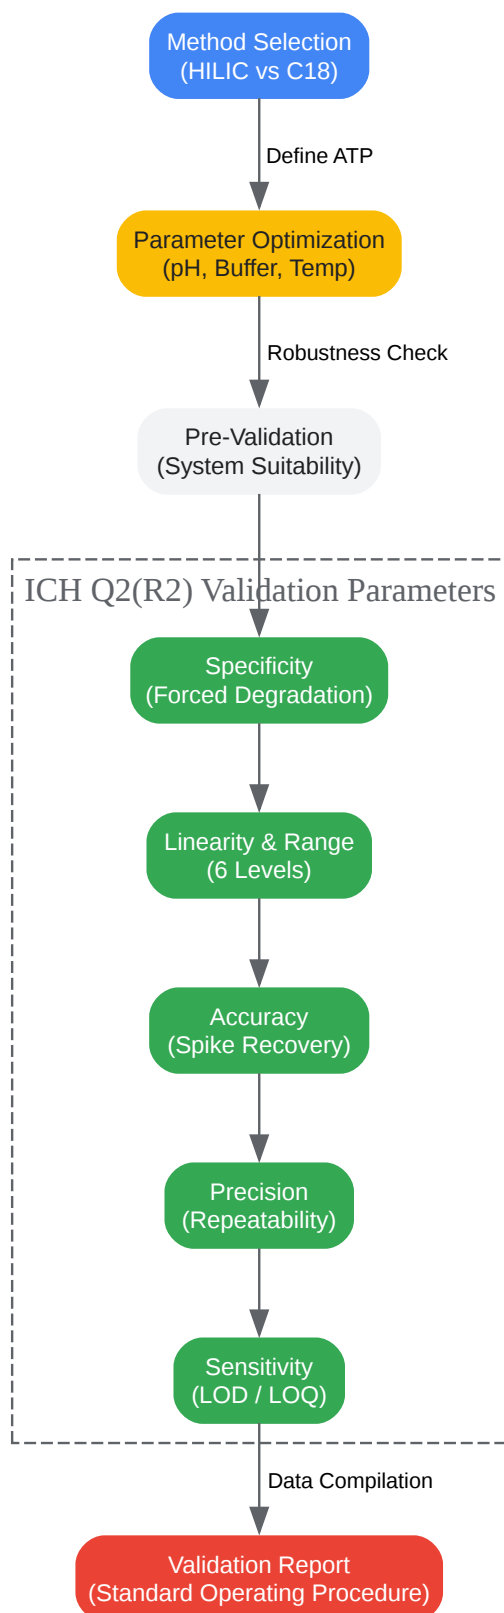 Method Selection
(HILIC vs C18)
Define ATP
Parameter Optimization
(pH, Buffer, Temp)
Robustness Check
Pre-Validation
(System Suitability)
ICH Q2(R2) Validation Parameters
Specificity
(Forced Degradation)
Linearity & Range
(6 Levels)
Accuracy
(Spike Recovery)
Precision
(Repeatability)
Sensitivity
(LOD / LOQ)
Data Compilation
Validation Report
(Standard Operating Procedure)